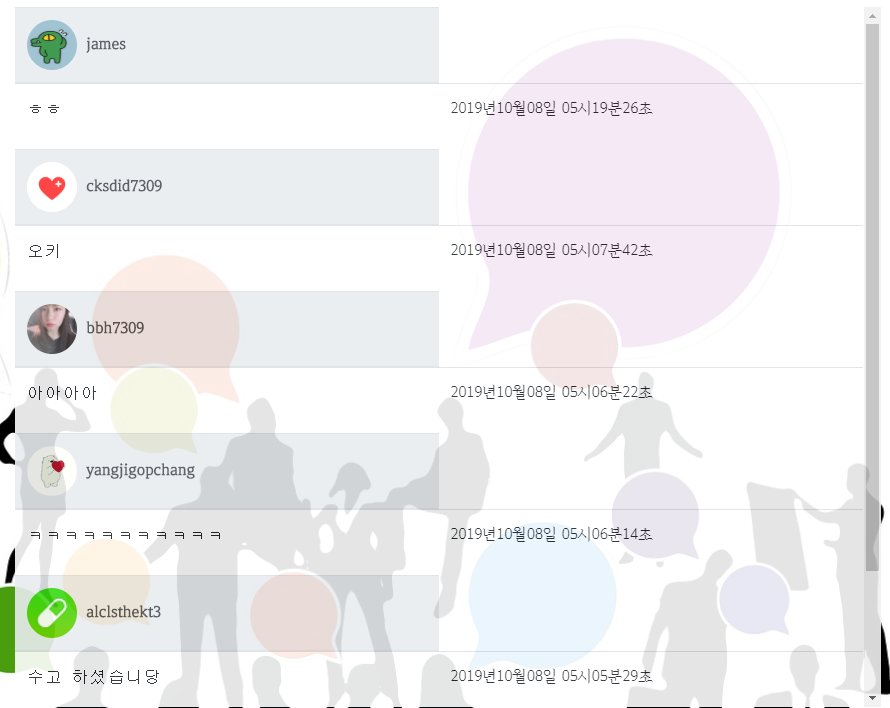 james
ㅎㅎ 2019년10월08일 05시19분26초
cksdid7309
오키 2019년10월08일 05시07분42초
bbh7309
아아아아 2019년10월08일 05시06분22초
yangjigopchang
ㅋㅋㅋㅋㅋㅋㅋㅋㅋㅋㅋ 2019년10월08일 05시06분14초
alclsthekt3
수고 하셨습니당 2019년10월08일 05시05분29초